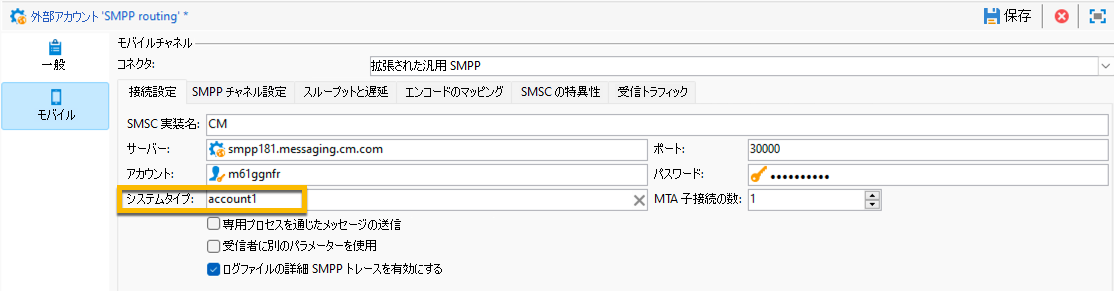 外部アカウント 'SMPP routing' *
保存
一般
モバイル
モバイルチャネル
コネクタ: 拡張された汎用 SMPP
接続設定 SMPP チャネル設定 スループットと遅延 エンコードのマッピング SMSC の特異性 受信トラフィック
SMSC 実装名: CM
サーバー: smpp181.messaging.cm.com ポート: 30000
アカウント: m61ggnfr パスワード: ••••••••••
システムタイプ: account1 MTA 子接続の数: 1
専用プロセスを通じたメッセージの送信
受信者に別のパラメーターを使用
ログファイルの詳細 SMPP トレースを有効にする